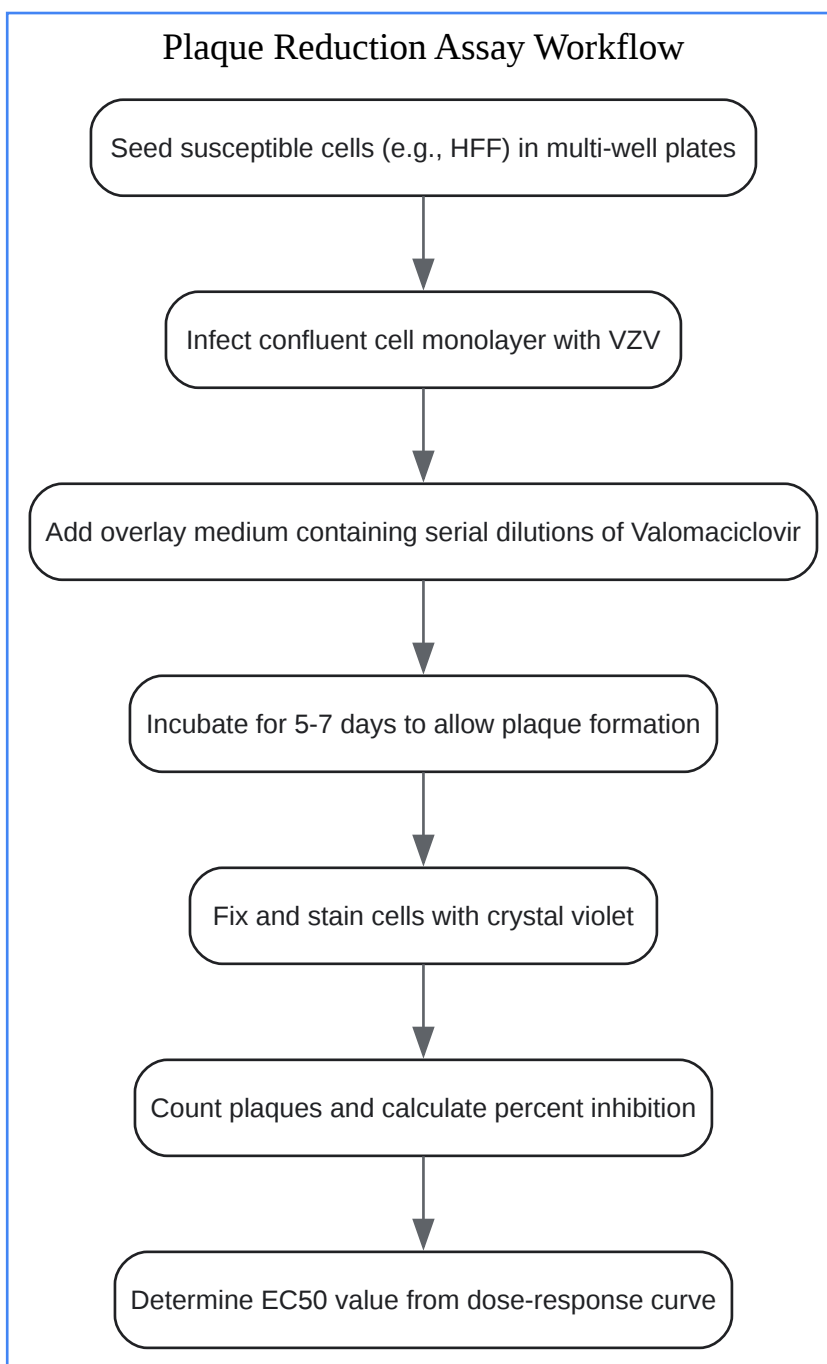 Plaque Reduction Assay Workflow
Seed susceptible cells (e.g., HFF) in multi-well plates
Infect confluent cell monolayer with VZV
Add overlay medium containing serial dilutions of Valomaciclovir
Incubate for 5-7 days to allow plaque formation
Fix and stain cells with crystal violet
Count plaques and calculate percent inhibition
Determine EC50 value from dose-response curve